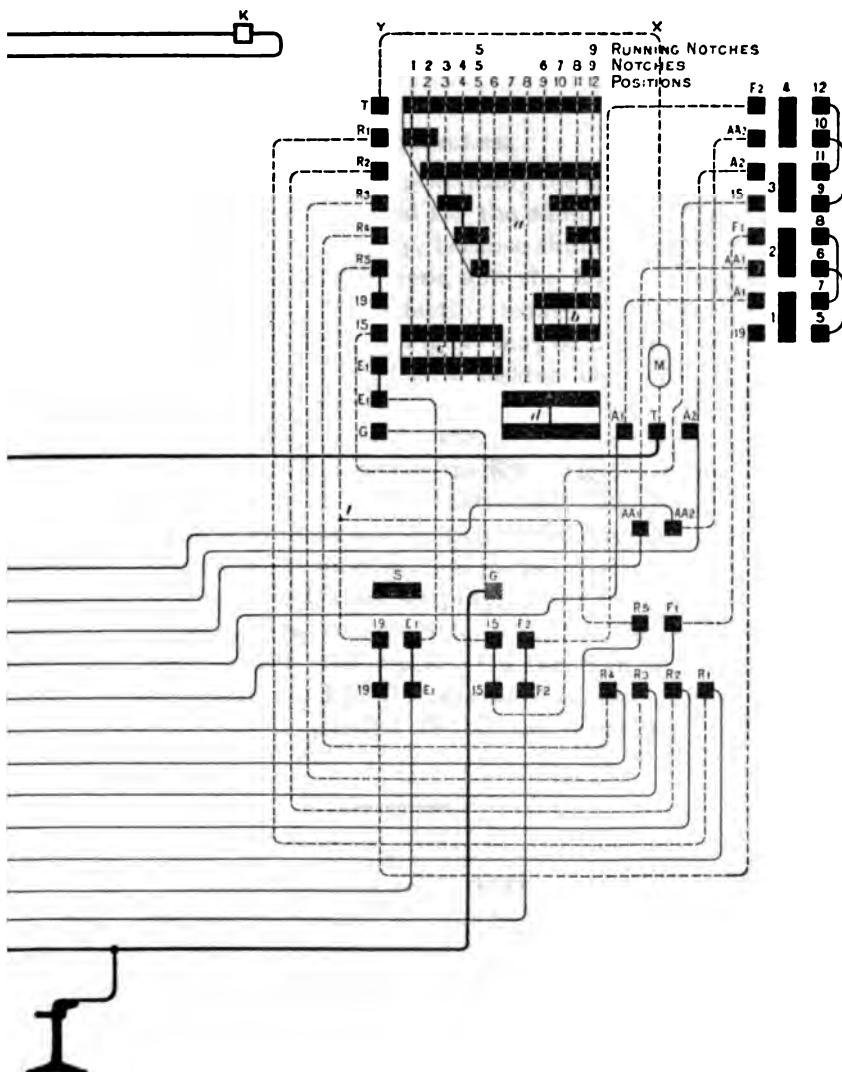 K
Y X
5 9 RUNNING NOTCHES
1 2 3 4 5 6 7 8 9 NOTCHES
1 2 3 4 5 6 7 8 9 10 11 12 POSITIONS
T F2 4 12
R1 AA2 10
R2 a A2 3 11
R3 15 9
R4 F1 2 8
R5 AA1 6
19 b A1 1 7
15 c 19 5
E1 M
E1 d A1 T1 A2
G
1 AA1 AA2
S G
19 E1 15 F2 R5 F1
19 E1 15 F2 R4 R3 R2 R1